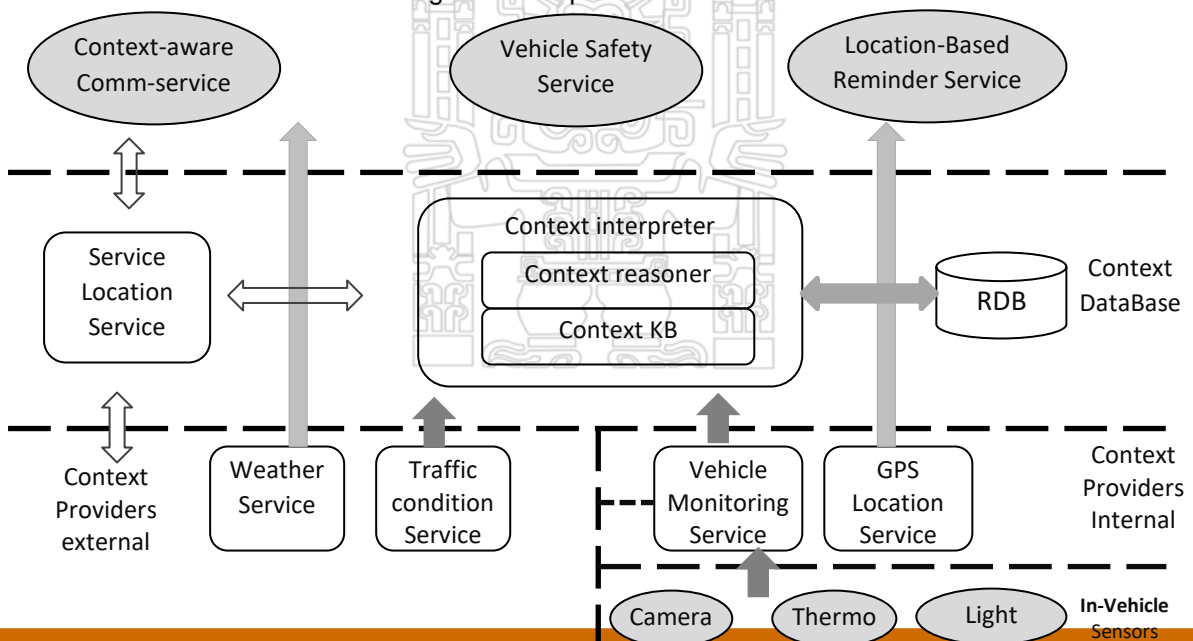 Context-aware
Comm-service
Vehicle Safety
Service
Location-Based
Reminder Service
Service
Location
Service
Context interpreter
Context reasoner
Context KB
RDB
Context
DataBase
Context
Providers
external
Weather
Service
Traffic
condition
Service
Vehicle
Monitoring
Service
GPS
Location
Service
Context
Providers
Internal
Camera
Thermo
Light
In-Vehicle
Sensors